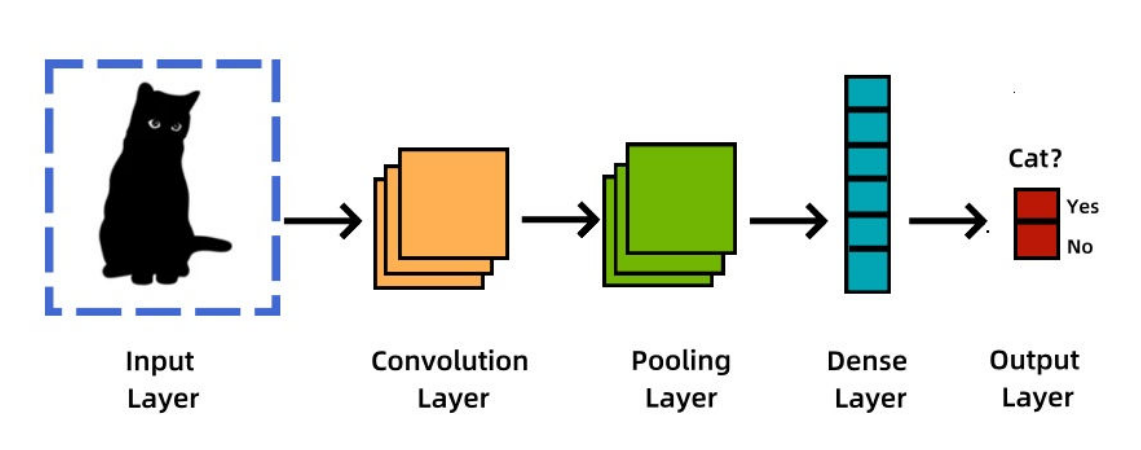 Cat?
Yes
No
Input
Layer
Convolution
Layer
Pooling
Layer
Dense
Layer
Output
Layer